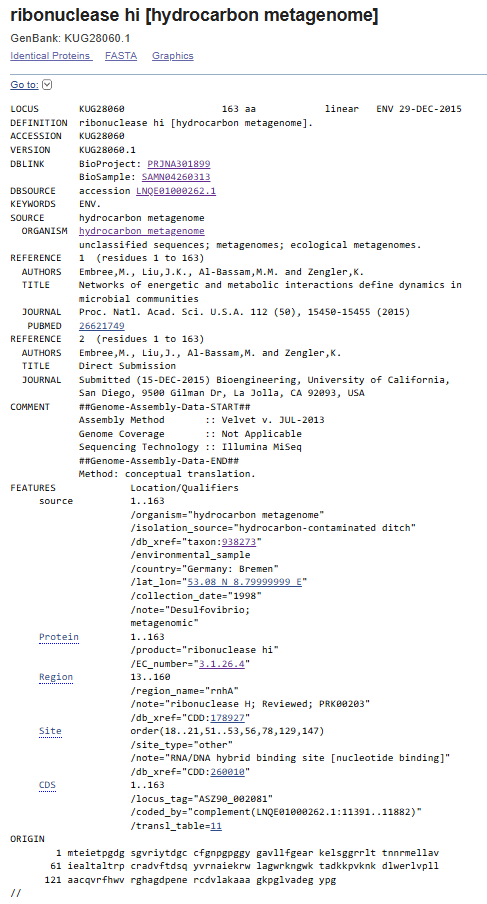 ribonuclease hi [hydrocarbon metagenome]
GenBank: KUG28060.1
Identical Proteins FASTA Graphics
Go to:
LOCUS KUG28060 163 aa linear ENV 29-DEC-2015
DEFINITION ribonuclease hi [hydrocarbon metagenome].
ACCESSION KUG28060
VERSION KUG28060.1
DBLINK BioProject: PRJNA301899
BioSample: SAMN04260313
DBSOURCE accession LNQE01000262.1
KEYWORDS ENV.
SOURCE hydrocarbon metagenome
ORGANISM hydrocarbon metagenome
unclassified sequences; metagenomes; ecological metagenomes.
REFERENCE 1 (residues 1 to 163)
AUTHORS Embree,M., Liu,J.K., Al-Bassam,M.M. and Zengler,K.
TITLE Networks of energetic and metabolic interactions define dynamics in
microbial communities
JOURNAL Proc. Natl. Acad. Sci. U.S.A. 112 (50), 15450-15455 (2015)
PUBMED 26621749
REFERENCE 2 (residues 1 to 163)
AUTHORS Embree,M., Liu,J., Al-Bassam,M. and Zengler,K.
TITLE Direct Submission
JOURNAL Submitted (15-DEC-2015) Bioengineering, University of California,
San Diego, 9500 Gilman Dr, La Jolla, CA 92093, USA
COMMENT ##Genome-Assembly-Data-START##
Assembly Method :: Velvet v. JUL-2013
Genome Coverage :: Not Applicable
Sequencing Technology :: Illumina MiSeq
##Genome-Assembly-Data-END##
Method: conceptual translation.
FEATURES Location/Qualifiers
source 1..163
/organism="hydrocarbon metagenome"
/isolation_source="hydrocarbon-contaminated ditch"
/db_xref="taxon:938273"
/environmental_sample
/country="Germany: Bremen"
/lat_lon="53.08 N 8.79999999 E"
/collection_date="1998"
/note="Desulfovibrio;
metagenomic"
Protein 1..163
/product="ribonuclease hi"
/EC_number="3.1.26.4"
Region 13..160
/region_name="rnhA"
/note="ribonuclease H; Reviewed; PRK00203"
/db_xref="CDD:178927"
Site order(18..21,51..53,56,78,129,147)
/site_type="other"
/note="RNA/DNA hybrid binding site [nucleotide binding]"
/db_xref="CDD:260010"
CDS 1..163
/locus_tag="ASZ90_002081"
/coded_by="complement(LNQE01000262.1:11391..11882)"
/transl_table=11
ORIGIN
1 mteietpgdg sgvriytdgc cfgnpgpggy gavllfgear kelsggrrlt tnnrmellav
61 iealtaltrp cradvftdsq yvrnaiekrw lagwrkngwk tadkkpvknk dlwerlvpll
121 aacqvrfhwv rghagdpene rcdvlakaaa gkpglvadeg ypg
//